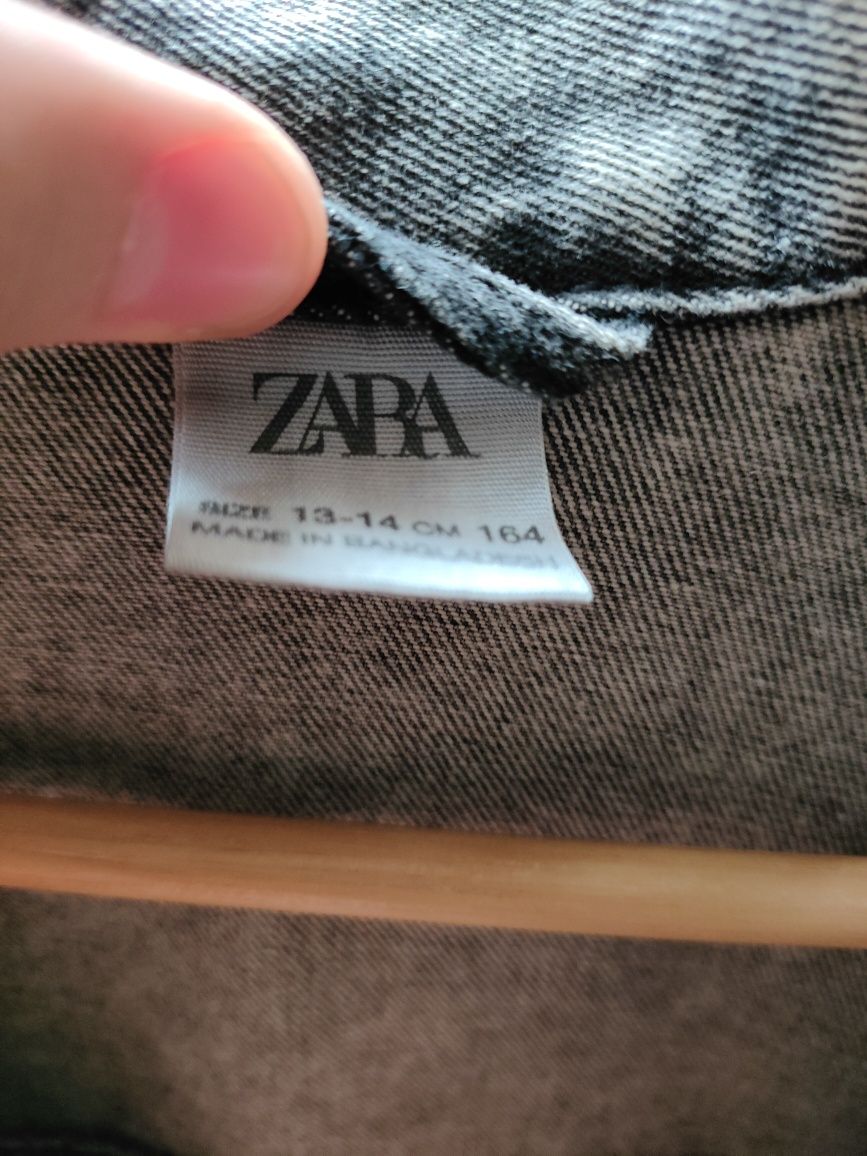 ZARA
SIZE 13-14 CM 164
MADE IN BANGLADESH